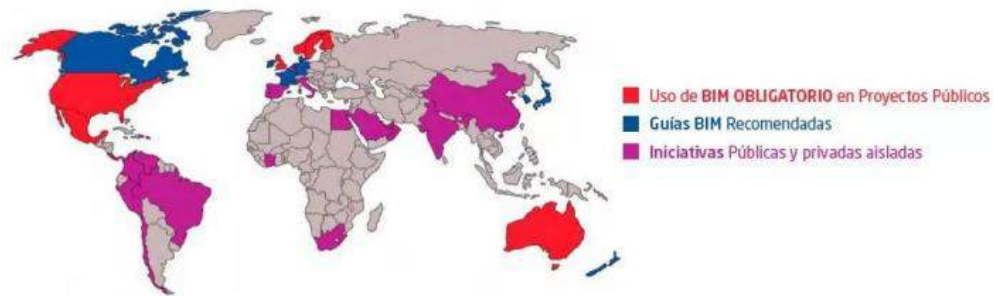 Uso de BIM OBLIGATORIO en Proyectos Públicos
Guías BIM Recomendadas
Iniciativas Públicas y privadas aisladas